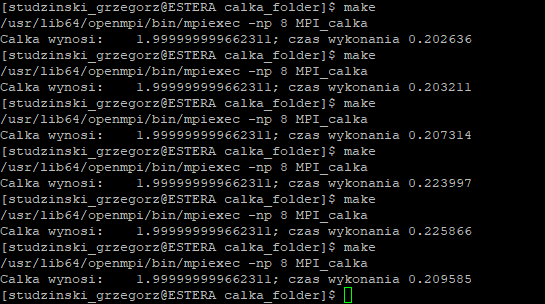 [studzinski_grzegorz@ESTERA calka_folder]$ make
/usr/lib64/openmpi/bin/mpiexec -np 8 MPI_calka
Calka wynosi:    1.999999999662311; czas wykonania 0.202636
[studzinski_grzegorz@ESTERA calka_folder]$ make
/usr/lib64/openmpi/bin/mpiexec -np 8 MPI_calka
Calka wynosi:    1.999999999662311; czas wykonania 0.203211
[studzinski_grzegorz@ESTERA calka_folder]$ make
/usr/lib64/openmpi/bin/mpiexec -np 8 MPI_calka
Calka wynosi:    1.999999999662311; czas wykonania 0.207314
[studzinski_grzegorz@ESTERA calka_folder]$ make
/usr/lib64/openmpi/bin/mpiexec -np 8 MPI_calka
Calka wynosi:    1.999999999662311; czas wykonania 0.223997
[studzinski_grzegorz@ESTERA calka_folder]$ make
/usr/lib64/openmpi/bin/mpiexec -np 8 MPI_calka
Calka wynosi:    1.999999999662311; czas wykonania 0.225866
[studzinski_grzegorz@ESTERA calka_folder]$ make
/usr/lib64/openmpi/bin/mpiexec -np 8 MPI_calka
Calka wynosi:    1.999999999662311; czas wykonania 0.209585
[studzinski_grzegorz@ESTERA calka_folder]$